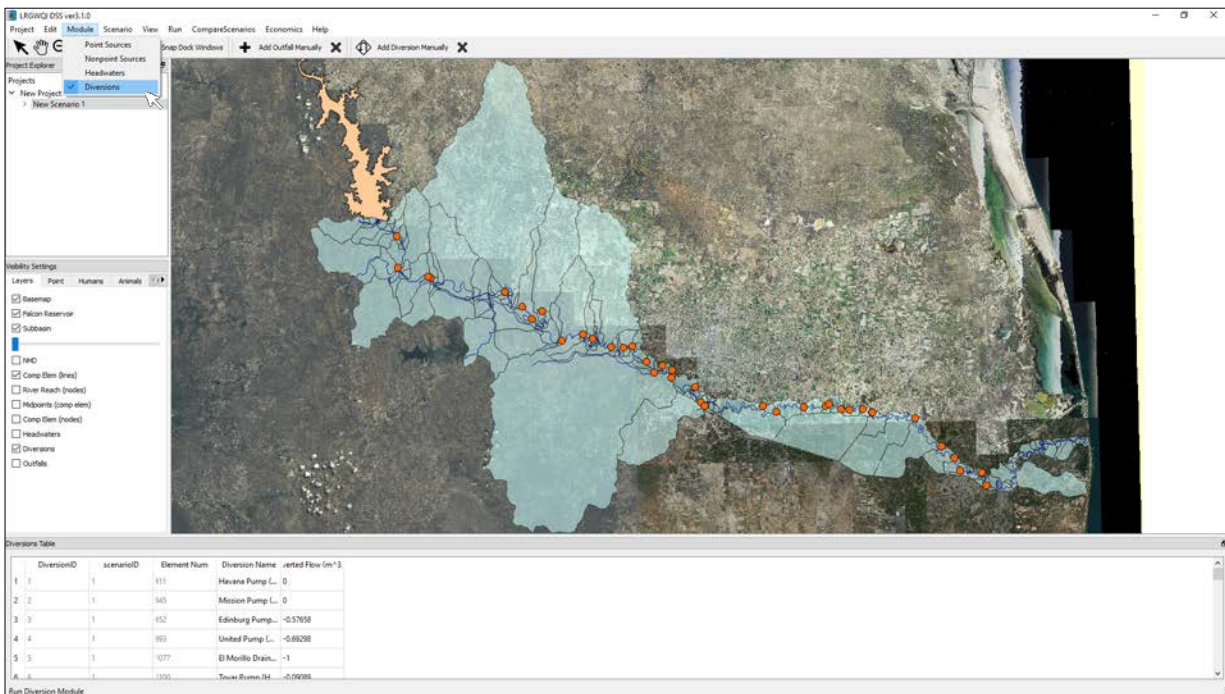 LRGWQI DSS ver3.1.0
Project Edit Module Scenario View Run CompareScenarios Economics Help
Snap Dock Windows Add Outfall Manually Add Diversion Manually
Point Sources
Nonpoint Sources
Headwaters
Diversions
Project Explorer
Projects
New Project
New Scenario 1
Visibility Settings
Layers Point Humans Animals
Basemap
Falcon Reservoir
Subbasin
NHD
Comp Elem (lines)
River Reach (nodes)
Midpoints (comp elem)
Comp Elem (nodes)
Headwaters
Diversions
Outfalls
Diversions Table
DiversionID scenarioID Element Num Diversion Name verted Flow (m^3
1 1 1 911 Havana Pump (... 0
2 2 1 945 Mission Pump (... 0
3 3 1 952 Edinburg Pump... -0.57658
4 4 1 993 United Pump (... -0.69298
5 5 1 1077 El Morillo Drain... -1
6 1 Tovar Pump (H... -0.09089
Run Diversion Module